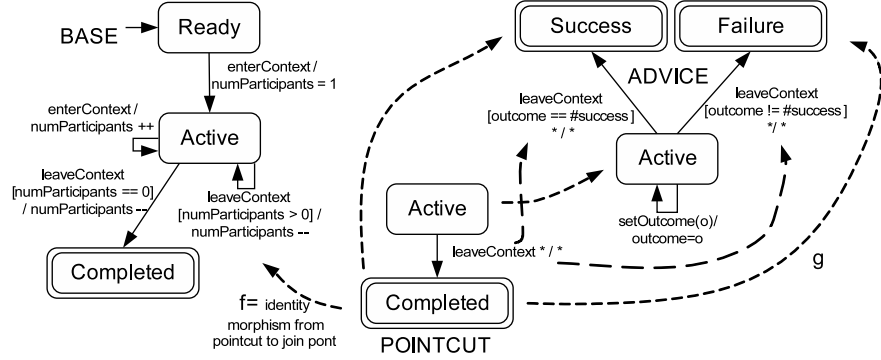 BASE
Ready
enterContext /
numParticipants = 1
enterContext/
numParticipants ++
Active
leaveContext
[numParticipants == 0]
/ numParticipants --
leaveContext
[numParticipants > 0] /
numParticipants --
Completed
f= identity
morphism from
pointcut to join pont
Success
Failure
ADVICE
leaveContext
[outcome == #success]
* / *
leaveContext
[outcome != #success]
*/ *
Active
setOutcome(o)/
outcome=o
Active
leaveContext * / *
Completed
POINTCUT
g